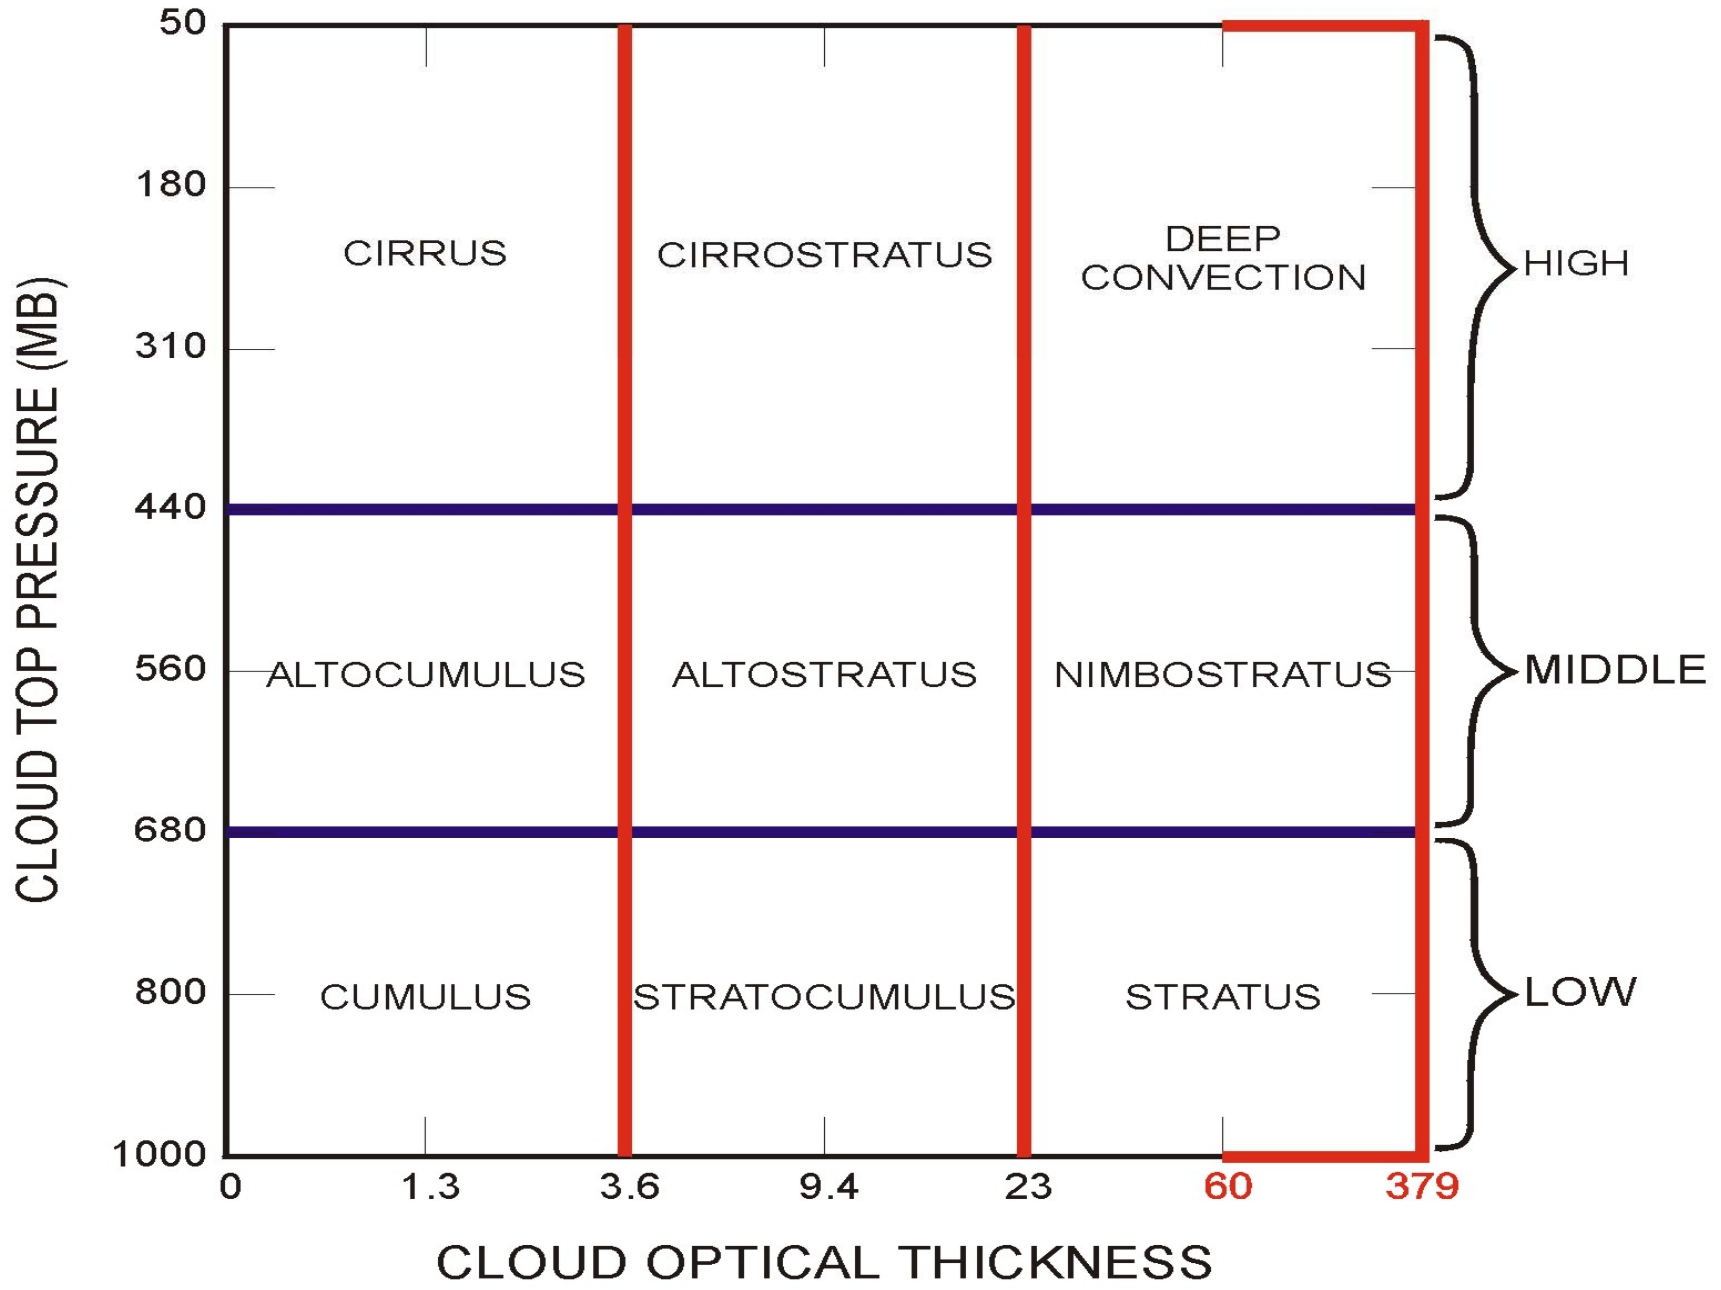 50
180
310
440
560
680
800
1000
CLOUD TOP PRESSURE (MB)
CIRRUS
CIRROSTRATUS
DEEP
CONVECTION
HIGH
ALTOCUMULUS
ALTOSTRATUS
NIMBOSTRATUS
MIDDLE
CUMULUS
STRATOCUMULUS
STRATUS
LOW
0
1.3
3.6
9.4
23
60
379
CLOUD OPTICAL THICKNESS